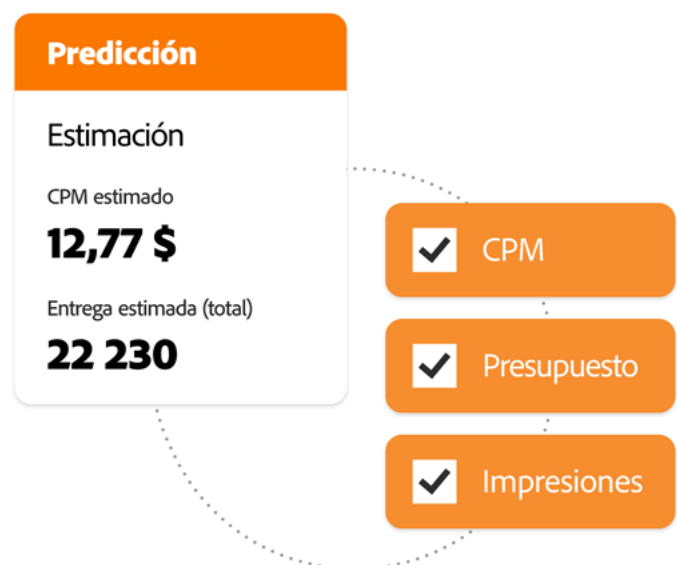 Predicción
Estimación
CPM estimado
12,77 $
Entrega estimada (total)
22 230
CPM
Presupuesto
Impresiones